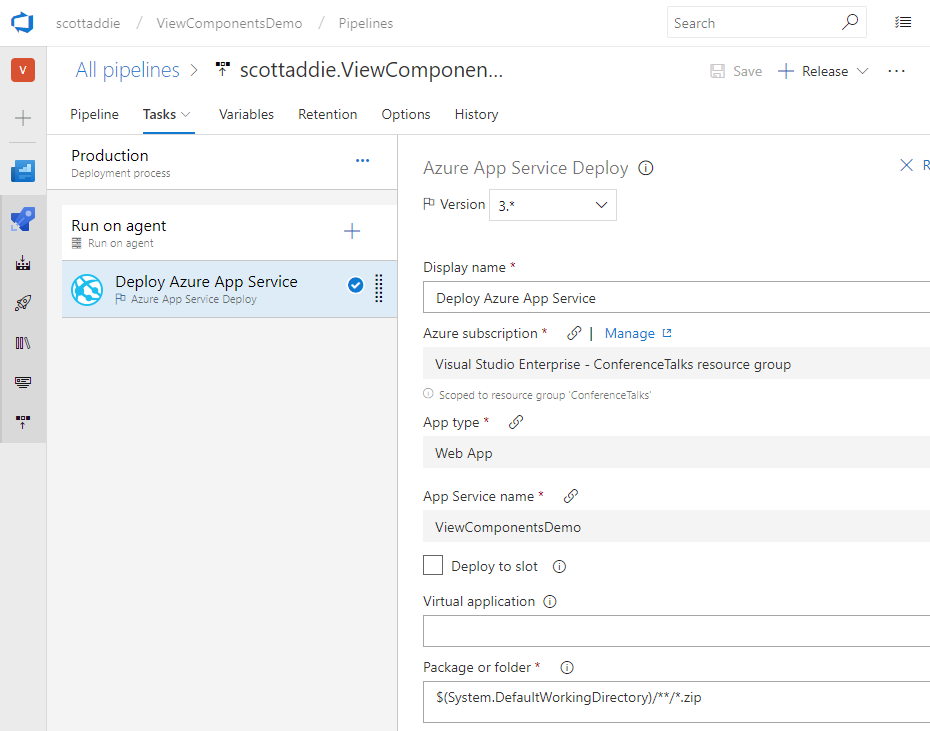 scottaddie / ViewComponentsDemo / Pipelines
Search
V
All pipelines > scottaddie.ViewComponen...
Save
Release
...
Pipeline Tasks Variables Retention Options History
Production
Deployment process
Run on agent
Run on agent
Deploy Azure App Service
Azure App Service Deploy
Azure App Service Deploy
R
Version 3.*
Display name *
Deploy Azure App Service
Azure subscription * | Manage
Visual Studio Enterprise - ConferenceTalks resource group
Scoped to resource group 'ConferenceTalks'
App type *
Web App
App Service name *
ViewComponentsDemo
Deploy to slot
Virtual application
Package or folder *
$(System.DefaultWorkingDirectory)/**/*.zip